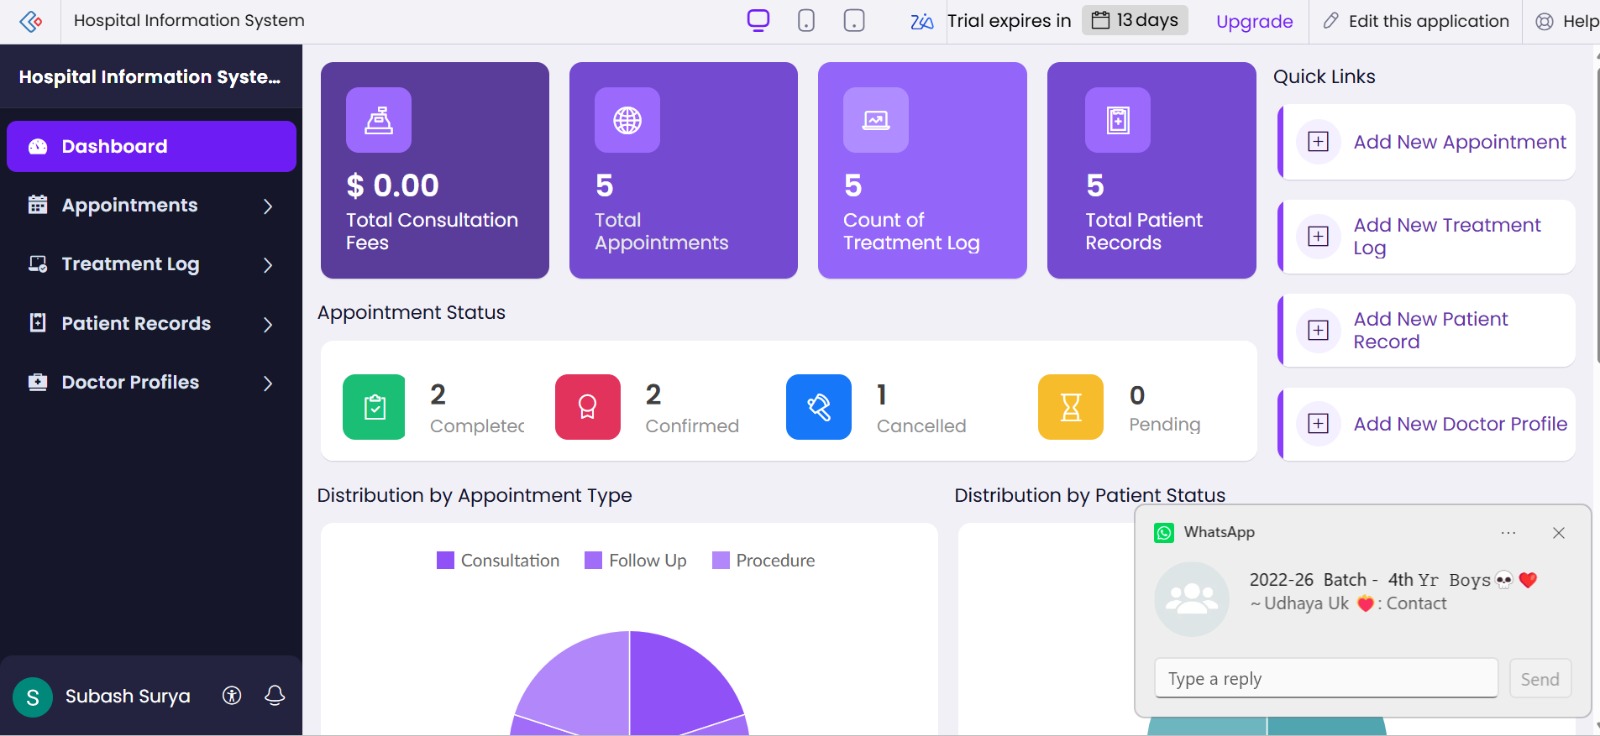 Hospital Information System
Trial expires in 13 days Upgrade Edit this application Help
Hospital Information Syste...
Dashboard
Appointments
Treatment Log
Patient Records
Doctor Profiles
Subash Surya
S
$ 0.00
Total Consultation
Fees
5
Total
Appointments
5
Count of
Treatment Log
5
Total Patient
Records
Quick Links
Add New Appointment
Add New Treatment
Log
Add New Patient
Record
Add New Doctor Profile
Appointment Status
2
Completed
2
Confirmed
1
Cancelled
0
Pending
Distribution by Appointment Type
Consultation Follow Up Procedure
Distribution by Patient Status
WhatsApp
2022-26 Batch - 4th Yr Boys💀❤️
~ Udhaya Uk ❤️‍🔥: Contact
Type a reply
Send